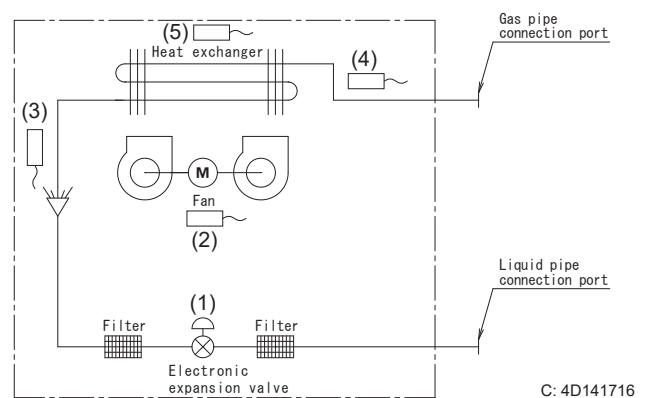 (5)
Heat exchanger
(4)
Gas pipe
connection port
(3)
M
Fan
(2)
Liquid pipe
connection port
(1)
Filter
Filter
Electronic
expansion valve
C: 4D141716